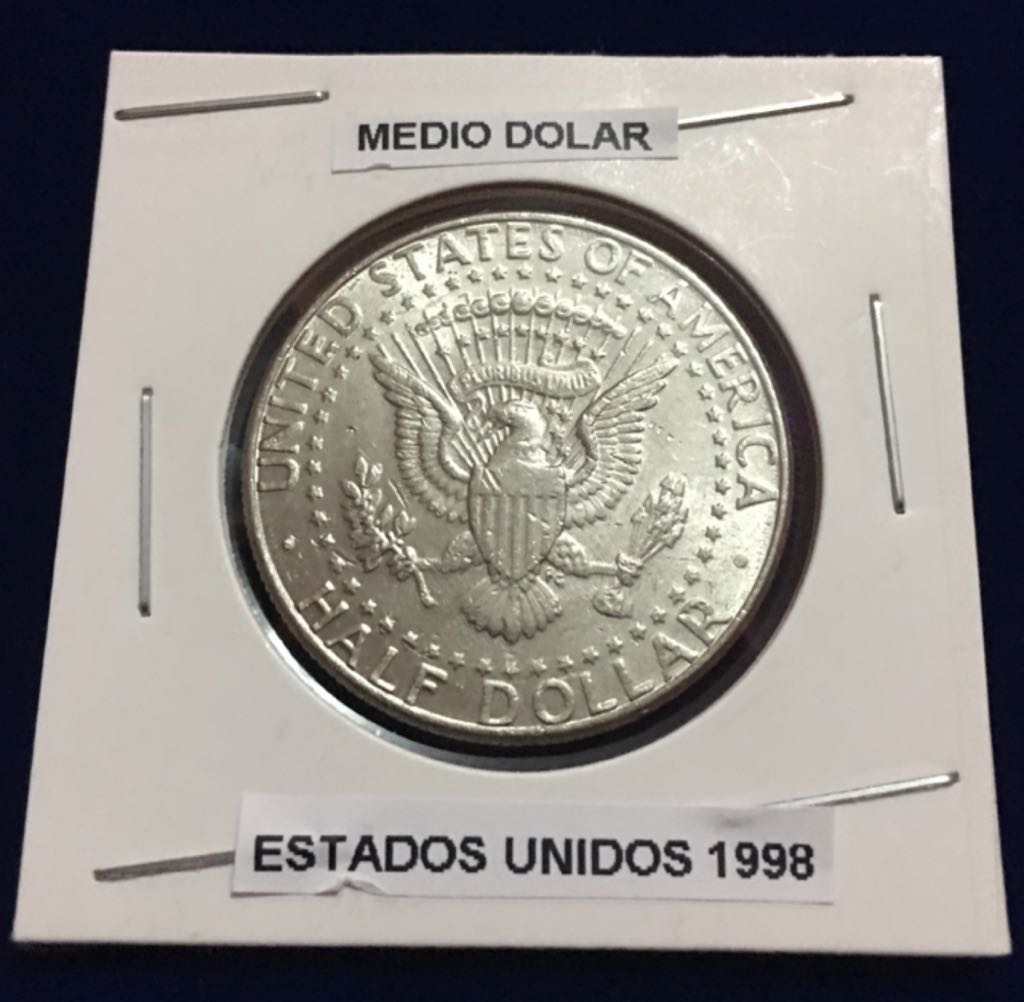 MEDIO DOLAR
UNITED STATES OF AMERICA
PLURIBUS UNUM
HALF DOLLAR
ESTADOS UNIDOS 1998